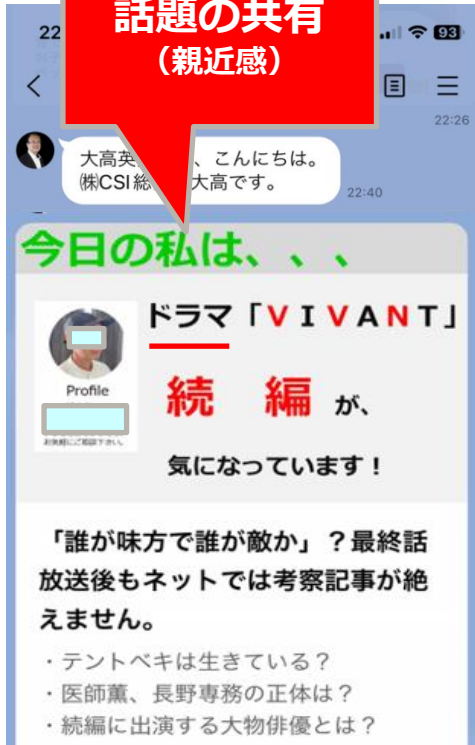 話題の共有
(親近感)
22
93
22:26
大高英、こんにちは。
㈱CSI総大高です。
22:40
今日の私は、、、
ドラマ「VIVANT」
Profile
続 編 が、
気になっています!
「誰が味方で誰が敵か」?最終話
放送後もネットでは考察記事が絶
えません。
・テントベキは生きている?
・医師薫、長野専務の正体は?
・続編に出演する大物俳優とは?